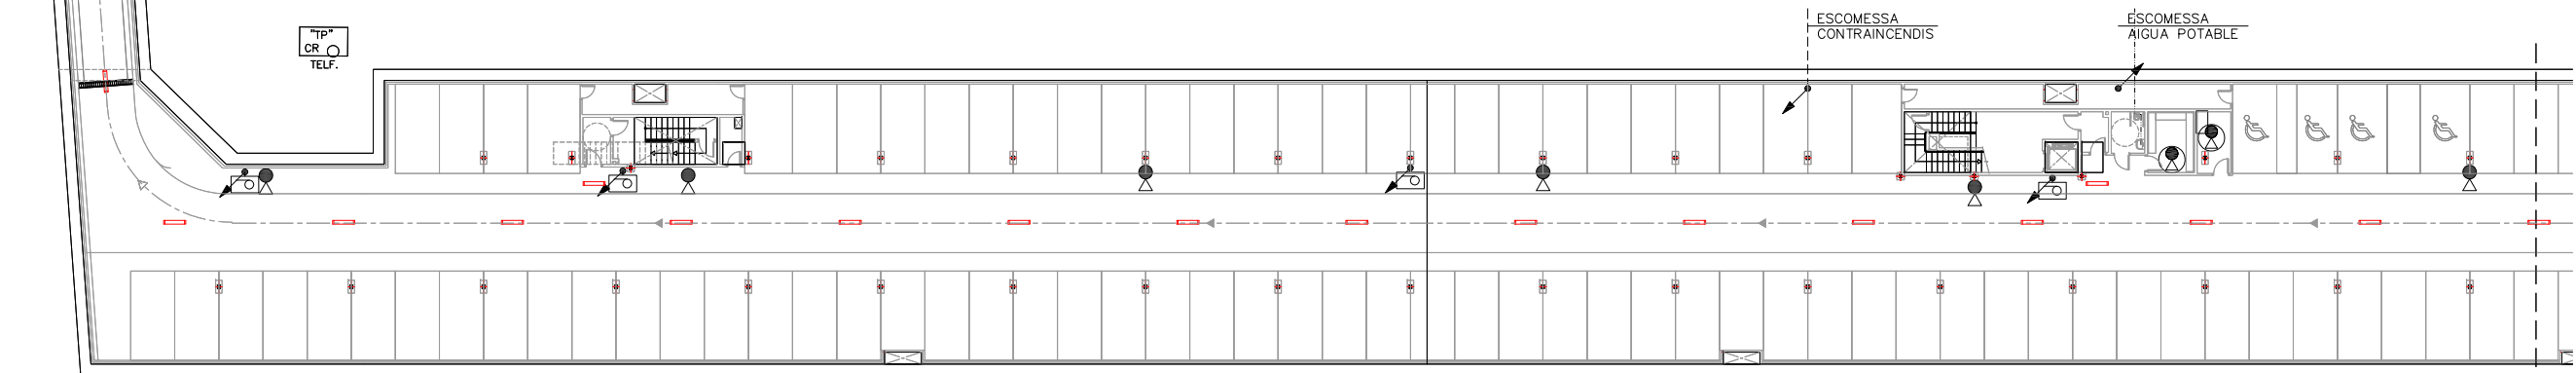 "TP"
CR
TELF.
ESCOMESSA
CONTRAINCENDIS
ESCOMESSA
AIGUA POTABLE